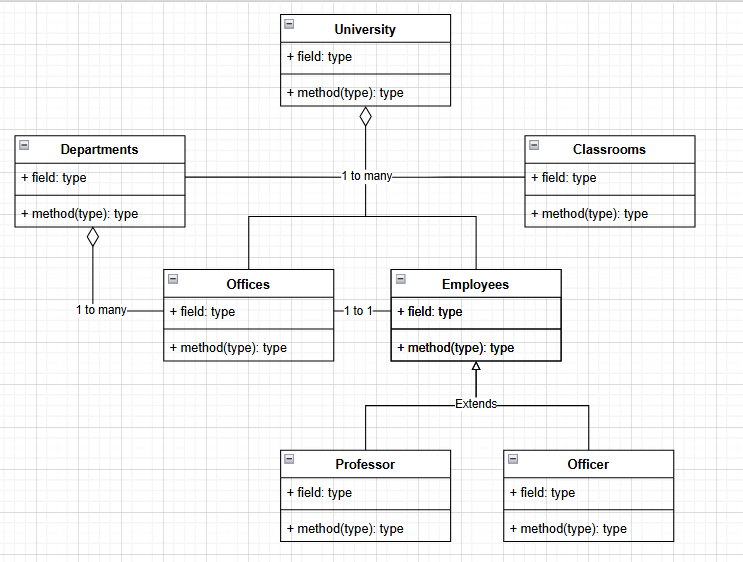 University
+ field: type
+ method(type): type
Departments
+ field: type
+ method(type): type
Classrooms
+ field: type
+ method(type): type
1 to many
Offices
+ field: type
+ method(type): type
Employees
+ field: type
+ method(type): type
1 to many
1 to 1
Extends
Professor
+ field: type
+ method(type): type
Officer
+ field: type
+ method(type): type